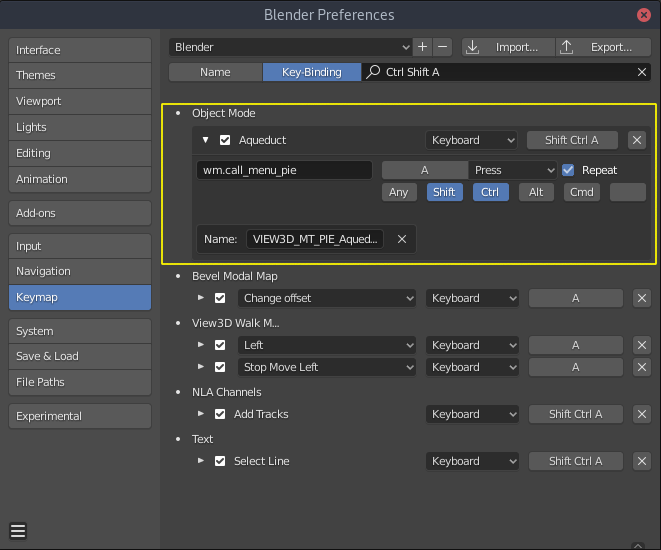 Blender Preferences
Interface
Themes
Viewport
Lights
Editing
Animation
Add-ons
Input
Navigation
Keymap
System
Save & Load
File Paths
Experimental
Blender Import... Export...
Name Key-Binding Ctrl Shift A
Object Mode
Aqueduct Keyboard Shift Ctrl A
wm.call_menu_pie A Press Repeat
Any Shift Ctrl Alt Cmd
Name: VIEW3D_MT_PIE_Aqued...
Bevel Modal Map
Change offset Keyboard A
View3D Walk M...
Left Keyboard A
Stop Move Left Keyboard A
NLA Channels
Add Tracks Keyboard Shift Ctrl A
Text
Select Line Keyboard Shift Ctrl A